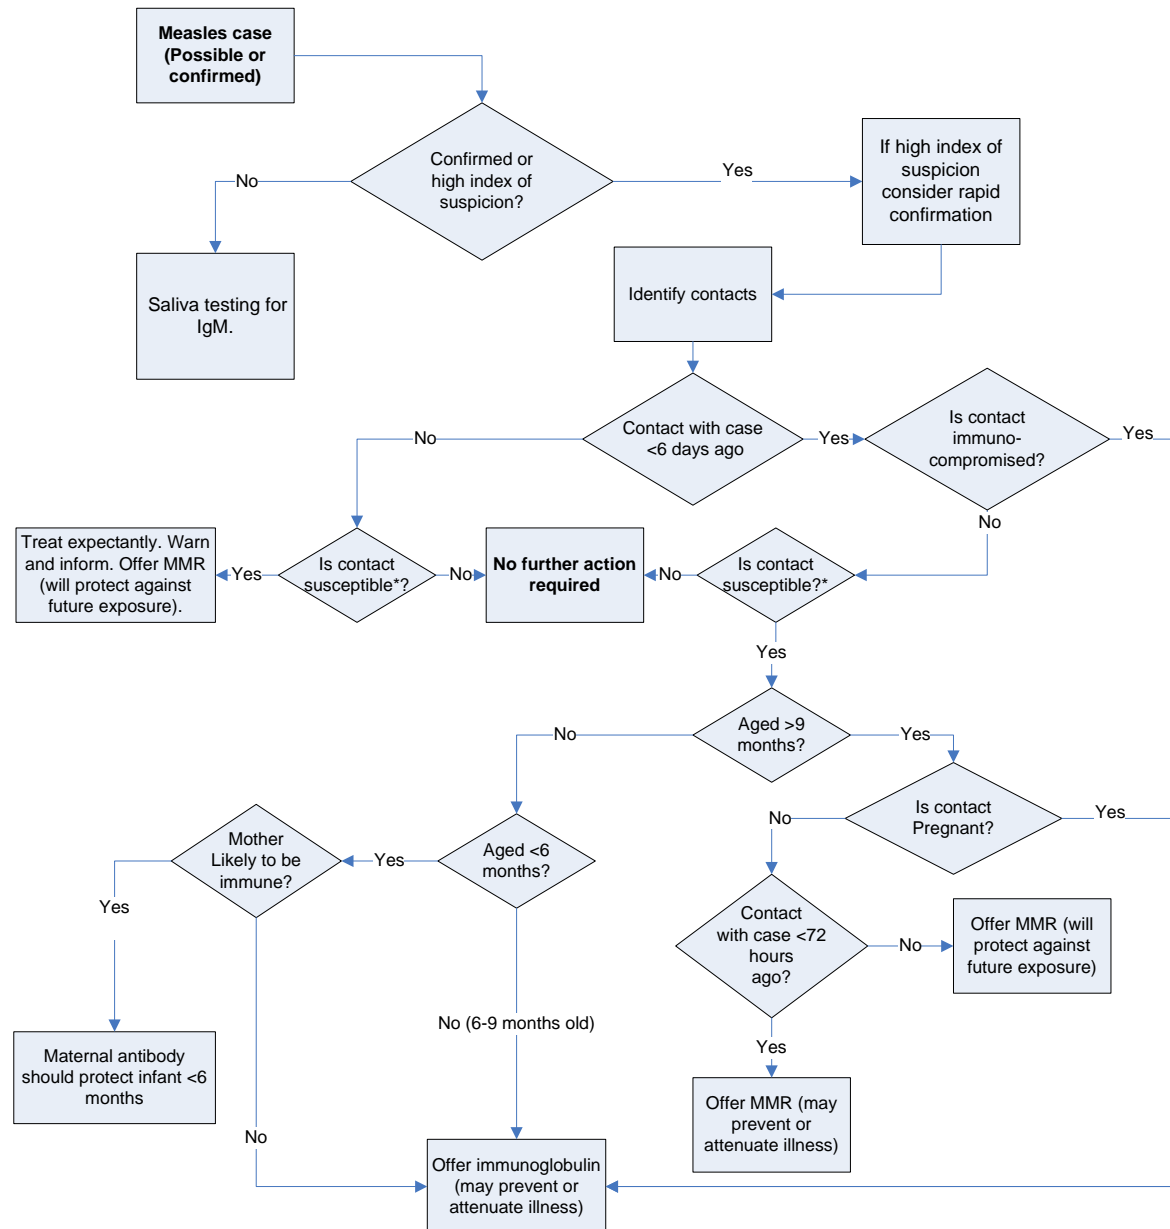 Measles case
(Possible or
confirmed)
Confirmed or
high index of
suspicion?
No
Yes
If high index of
suspicion
consider rapid
confirmation
Saliva testing for
IgM.
Identify contacts
Contact with case
<6 days ago
No
Yes
Is contact
immuno-
compromised?
Yes
No
Treat expectantly. Warn
and inform. Offer MMR
(will protect against
future exposure).
Yes
Is contact
susceptible*?
No
No further action
required
No
Is contact
susceptible?*
Yes
Aged >9
months?
No
Yes
Is contact
Pregnant?
Yes
No
Mother
Likely to be
immune?
Yes
Aged <6
months?
Yes
Contact
with case <72
hours
ago?
No
Offer MMR (will
protect against
future exposure)
No (6-9 months old)
Maternal antibody
should protect infant <6
months
Yes
Offer MMR (may
prevent or
attenuate illness)
No
Offer immunoglobulin
(may prevent or
attenuate illness)